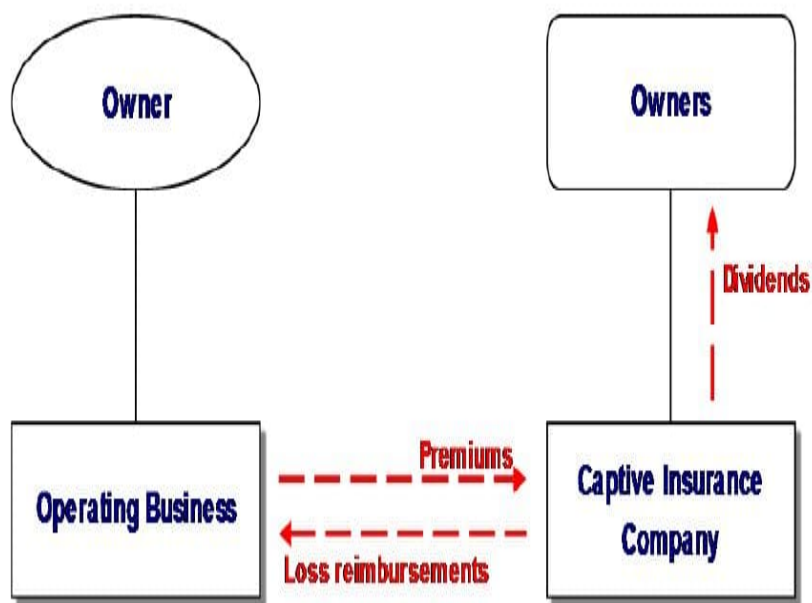 Owner
Owners
Dividends
Premiums
Operating Business
Captive Insurance
Company
Loss reimbursements